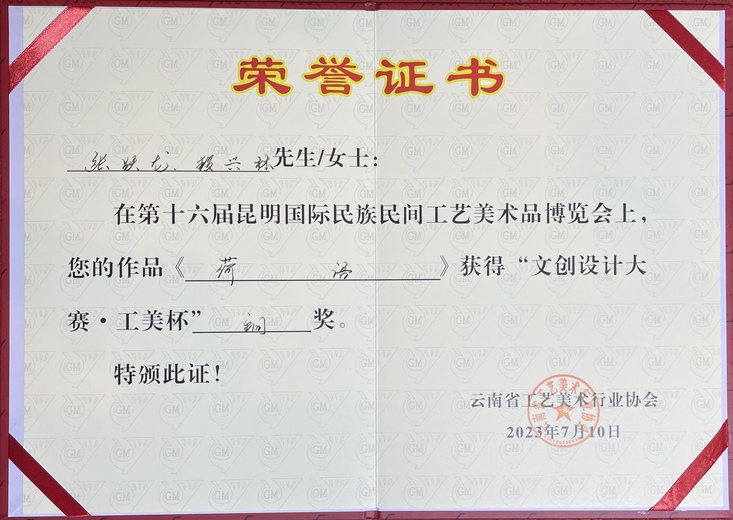 荣誉证书
张 龙、 兴林先生/女士：
在第十六届昆明国际民族民间工艺美术品博览会上，
您的作品《荷语》获得“文创设计大
赛·工美杯”铜奖。
特颁此证！
云南省工艺美术行业协会
2023年7月10日